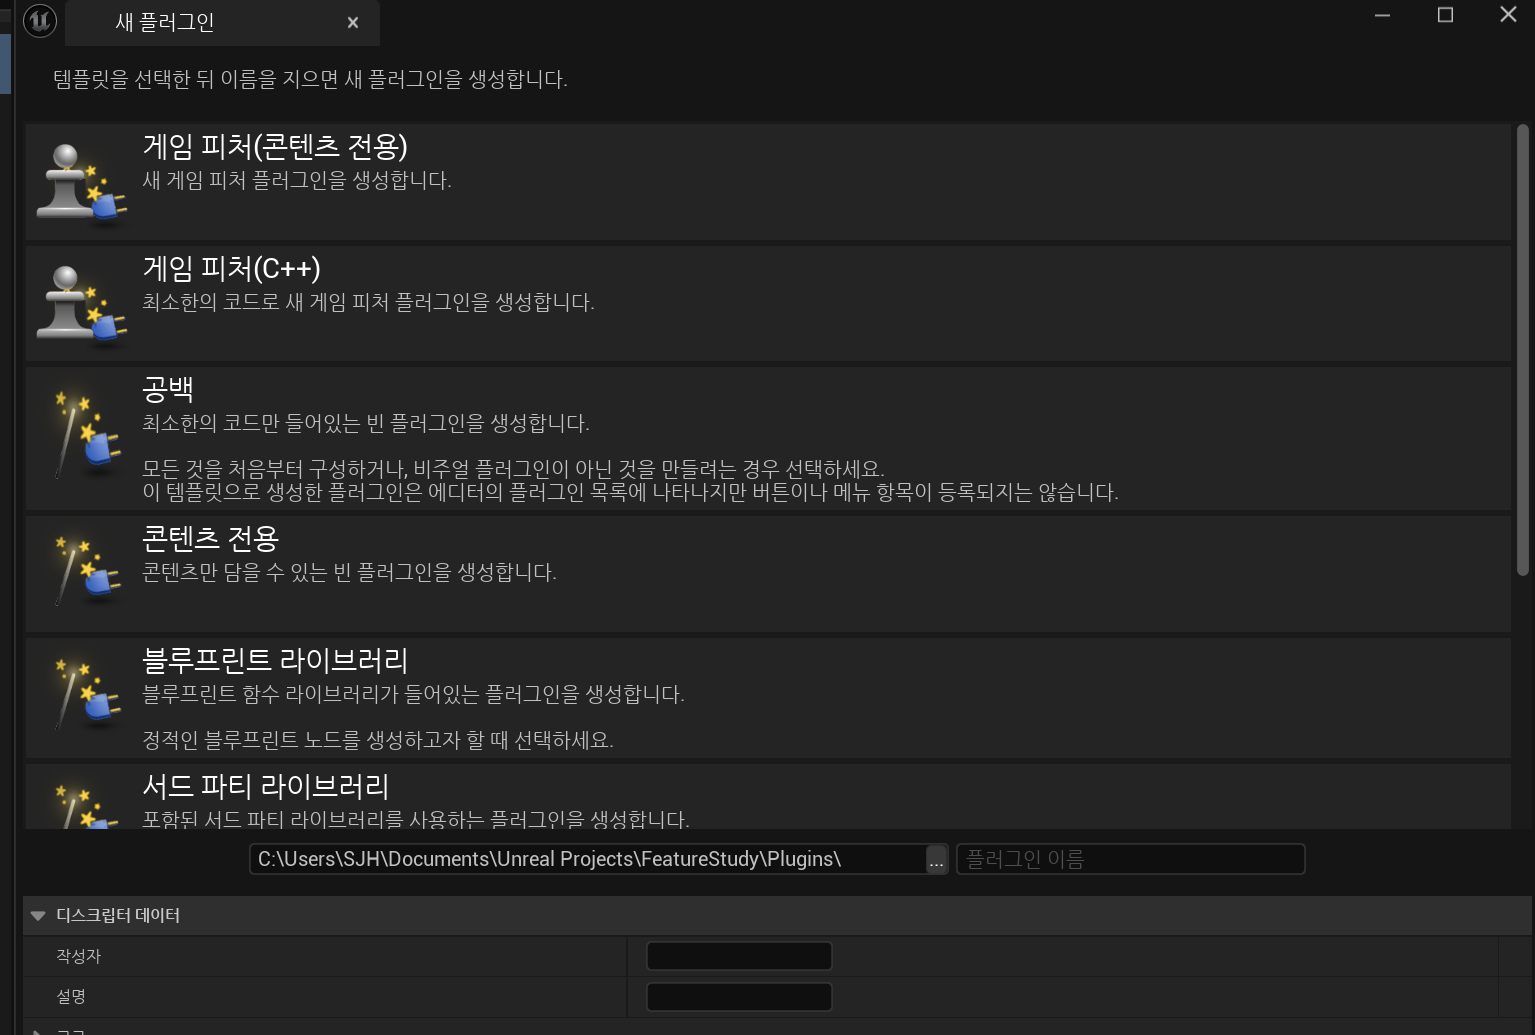 새 플러그인
템플릿을 선택한 뒤 이름을 지으면 새 플러그인을 생성합니다.
게임 피처(콘텐츠 전용)
새 게임 피처 플러그인을 생성합니다.
게임 피처(C++)
최소한의 코드로 새 게임 피처 플러그인을 생성합니다.
공백
최소한의 코드만 들어있는 빈 플러그인을 생성합니다.
모든 것을 처음부터 구성하거나, 비주얼 플러그인이 아닌 것을 만들려는 경우 선택하세요.
이 템플릿으로 생성한 플러그인은 에디터의 플러그인 목록에 나타나지만 버튼이나 메뉴 항목이 등록되지는 않습니다.
콘텐츠 전용
콘텐츠만 담을 수 있는 빈 플러그인을 생성합니다.
블루프린트 라이브러리
블루프린트 함수 라이브러리가 들어있는 플러그인을 생성합니다.
정적인 블루프린트 노드를 생성하고자 할 때 선택하세요.
서드 파티 라이브러리
포함된 서드 파티 라이브러리를 사용하는 플러그인을 생성합니다.
C:\Users\SJH\Documents\Unreal Projects\FeatureStudy\Plugins\ ... 플러그인 이름
디스크립터 데이터
작성자
설명